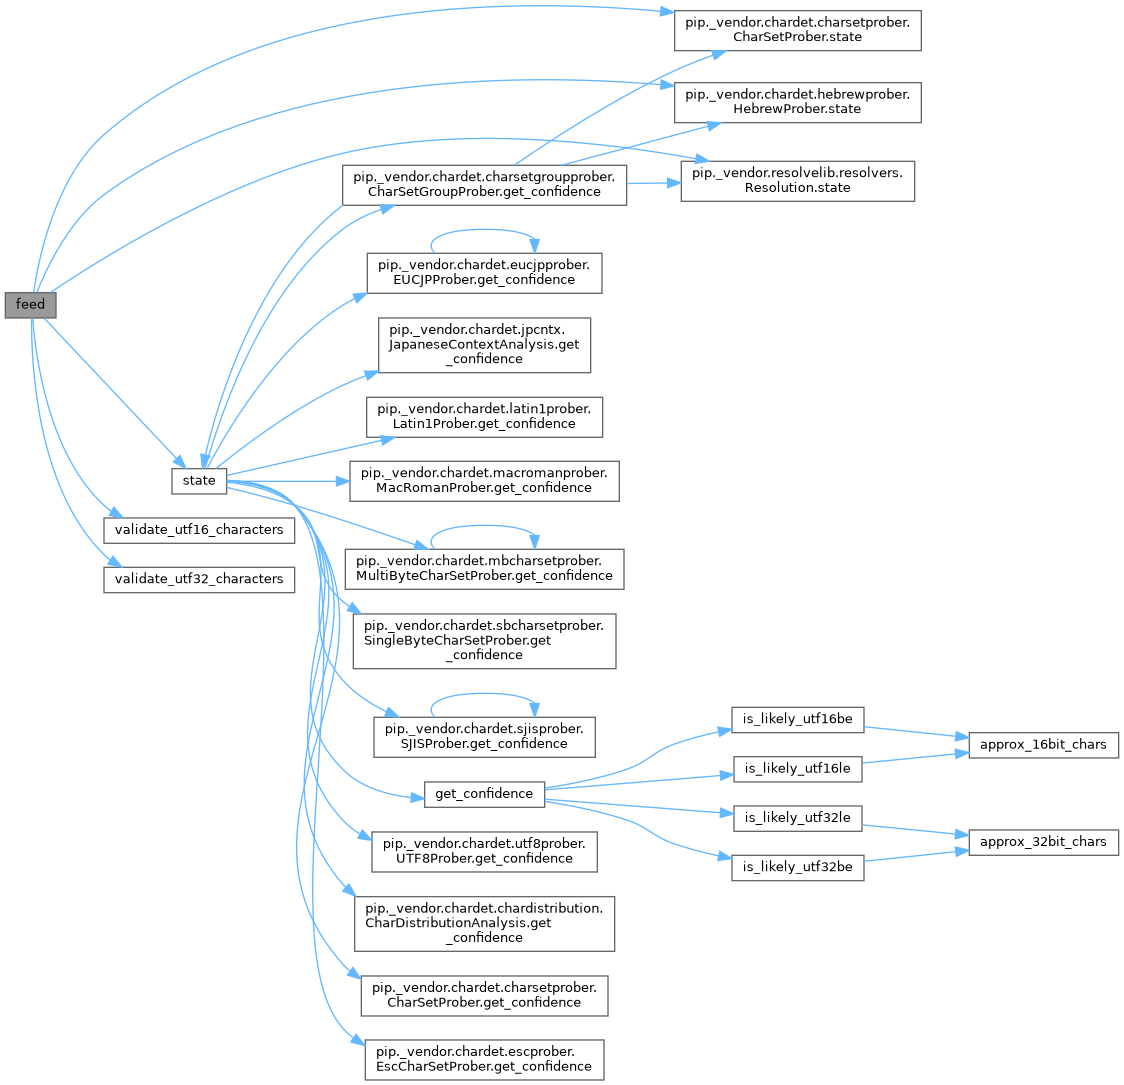 pip._vendor.chardet.charsetprober.
CharSetProber.state
pip._vendor.chardet.hebrewprober.
HebrewProber.state
pip._vendor.resolvelib.resolvers.
Resolution.state
pip._vendor.chardet.charsetgroupprober.
CharSetGroupProber.get_confidence
pip._vendor.chardet.eucjpprober.
EUCJPProber.get_confidence
feed
pip._vendor.chardet.jpcntx.
JapaneseContextAnalysis.get
_confidence
pip._vendor.chardet.latin1prober.
Latin1Prober.get_confidence
state
pip._vendor.chardet.macromanprober.
MacRomanProber.get_confidence
validate_utf16_characters
pip._vendor.chardet.mbcharsetprober.
MultiByteCharSetProber.get_confidence
validate_utf32_characters
pip._vendor.chardet.sbcharsetprober.
SingleByteCharSetProber.get
_confidence
pip._vendor.chardet.sjisprober.
SJISProber.get_confidence
is_likely_utf16be
approx_16bit_chars
is_likely_utf16le
get_confidence
is_likely_utf32le
approx_32bit_chars
is_likely_utf32be
pip._vendor.chardet.utf8prober.
UTF8Prober.get_confidence
pip._vendor.chardet.chardistribution.
CharDistributionAnalysis.get
_confidence
pip._vendor.chardet.charsetprober.
CharSetProber.get_confidence
pip._vendor.chardet.escprober.
EscCharSetProber.get_confidence